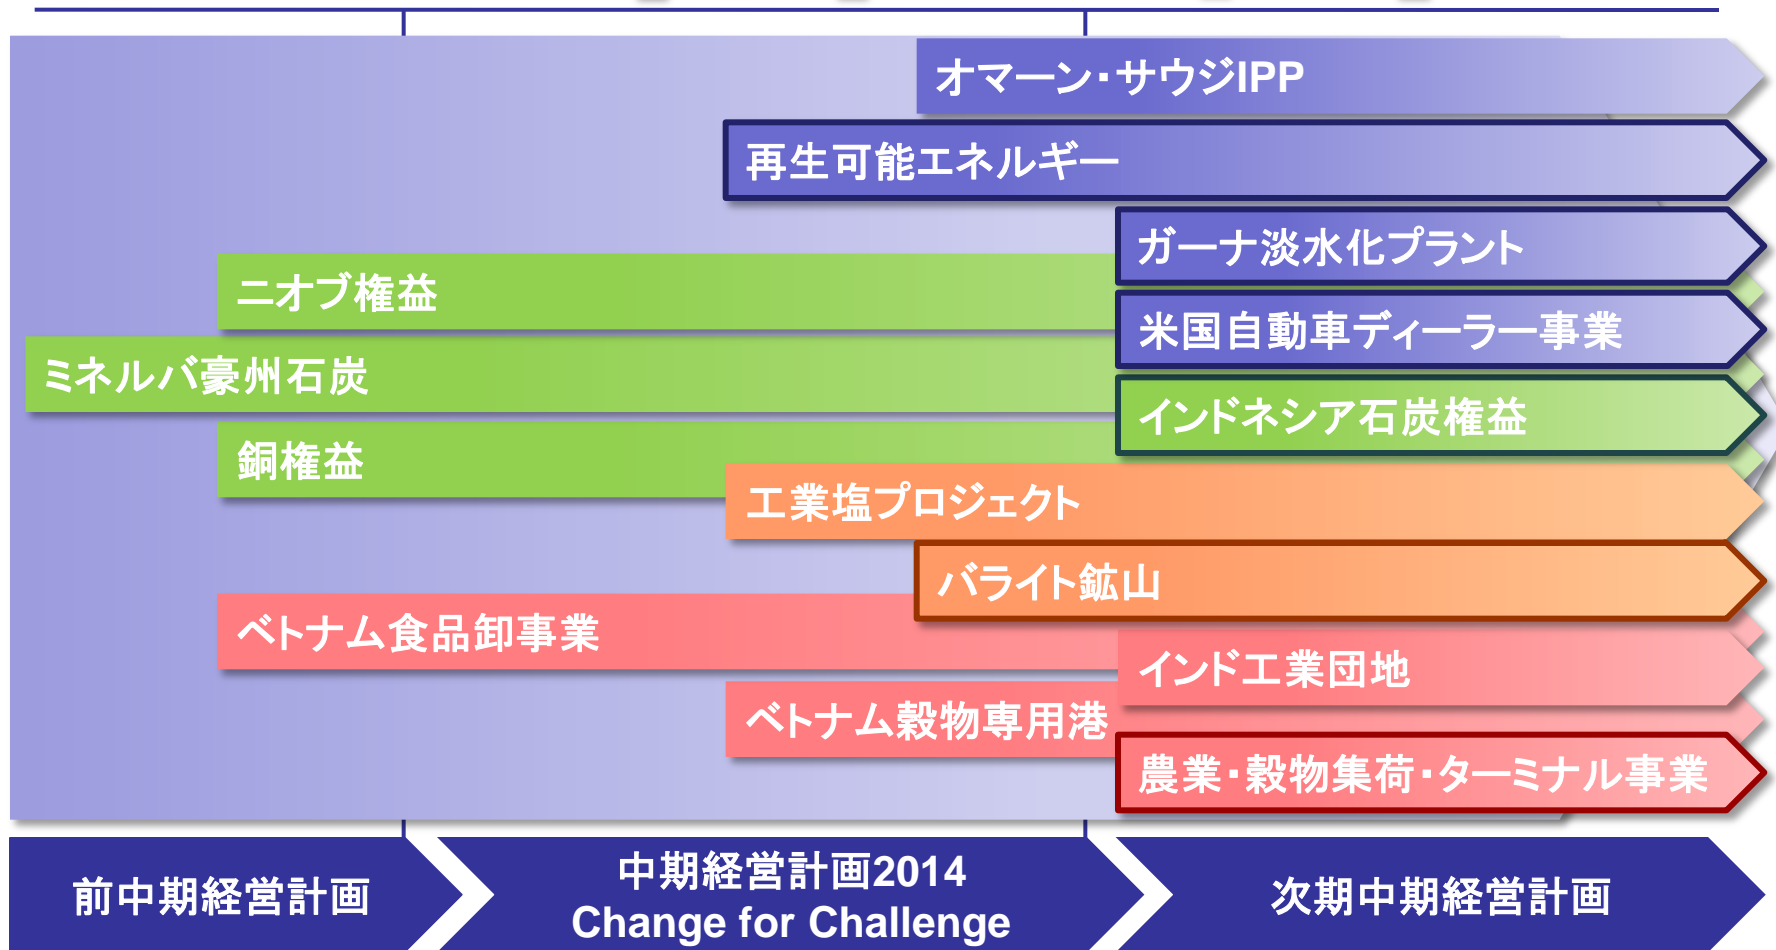 オマーン・サウジIPP
再生可能エネルギー
ガーナ淡水化プラント
ニオブ権益
米国自動車ディーラー事業
ミネルバ豪州石炭
インドネシア石炭権益
銅権益
工業塩プロジェクト
バライト鉱山
ベトナム食品卸事業
インド工業団地
ベトナム穀物専用港
農業・穀物集荷・ターミナル事業
前中期経営計画
中期経営計画2014
Change for Challenge
次期中期経営計画